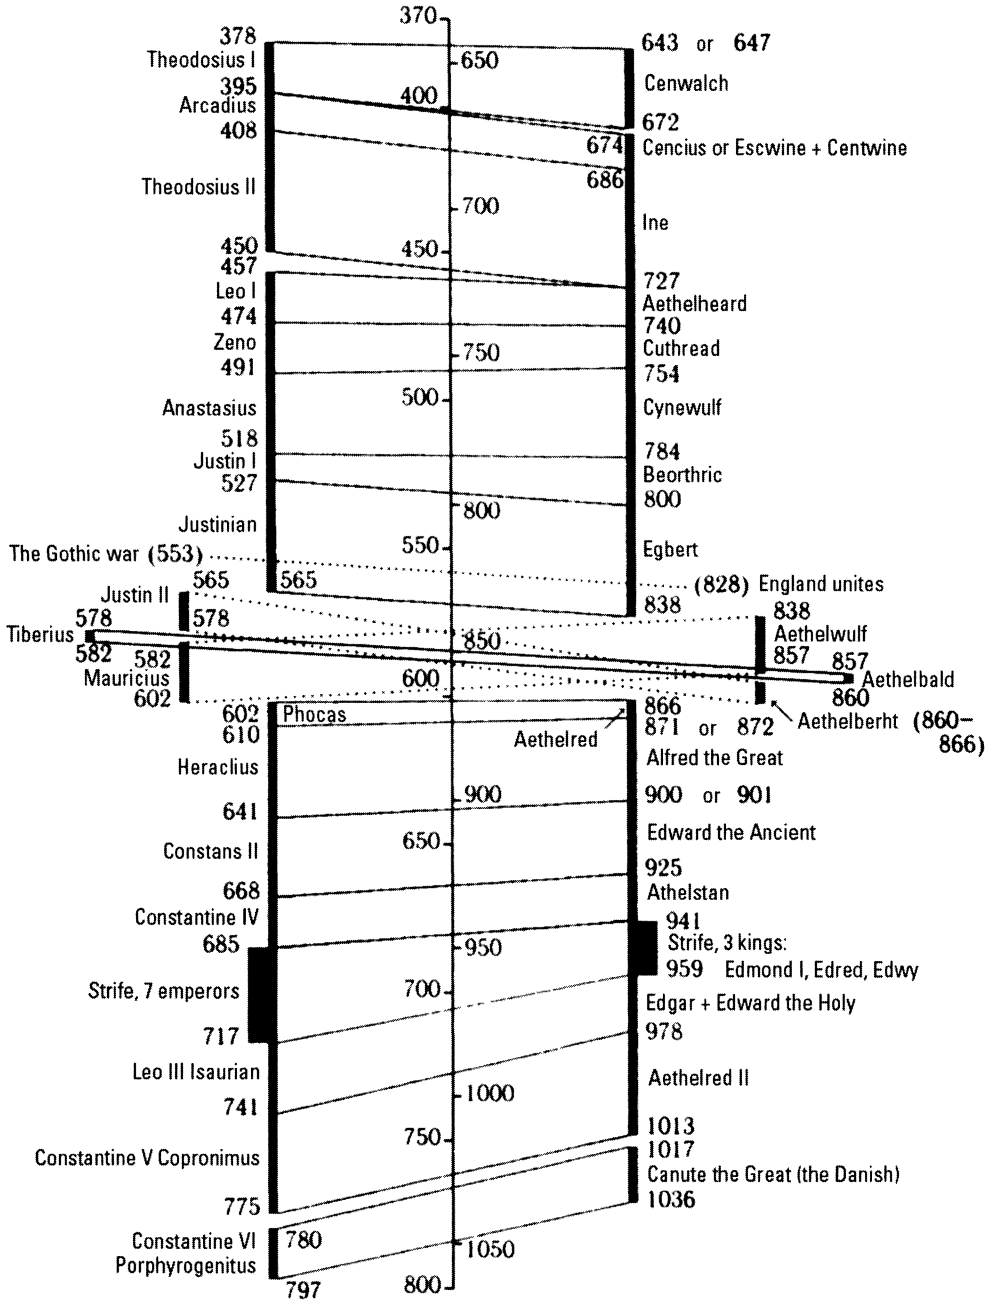 370
378
643 or 647
Theodosius I
650
Cenwalch
395
400
Arcadius
672
408
674
Cencius or Escwine + Centwine
686
Theodosius II
700
Ine
450
450
457
727
Leo I
Aethelheard
474
740
Zeno
750
Cuthread
491
754
Anastasius
500
Cynewulf
518
784
Justin I
Beorthric
527
800
800
Justinian
550
Egbert
The Gothic war (553)
565
565
(828) England unites
Justin II
838
838
578
578
Tiberius
850
Aethelwulf
582
582
857
857
Mauricius
600
Aethelbald
602
860
602
Phocas
866
Aethelberht (860–
866)
610
Aethelred
871 or 872
Heraclius
Alfred the Great
641
900
900 or 901
Constans II
650
Edward the Ancient
668
925
Constantine IV
Athelstan
685
950
941
Strife, 3 kings:
Strife, 7 emperors
700
959 Edmond I, Edred, Edwy
717
Edgar + Edward the Holy
978
Leo III Isaurian
Aethelred II
741
1000
750
1013
Constantine V Copronimus
1017
Canute the Great (the Danish)
775
1036
Constantine VI
Porphyrogenitus
780
1050
797
800